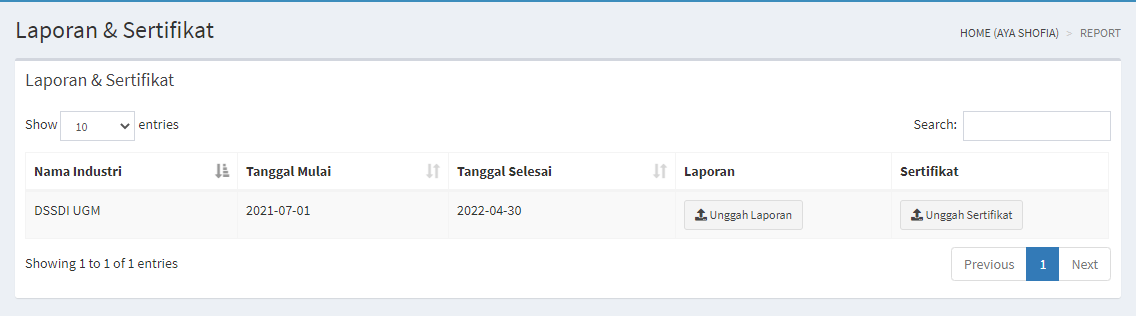 Laporan & Sertifikat
HOME (AYA SHOFIA) > REPORT
Laporan & Sertifikat
Show 10 entries
Search:
Nama Industri Tanggal Mulai Tanggal Selesai Laporan Sertifikat
DSSDI UGM 2021-07-01 2022-04-30 Unggah Laporan Unggah Sertifikat
Showing 1 to 1 of 1 entries
Previous 1 Next